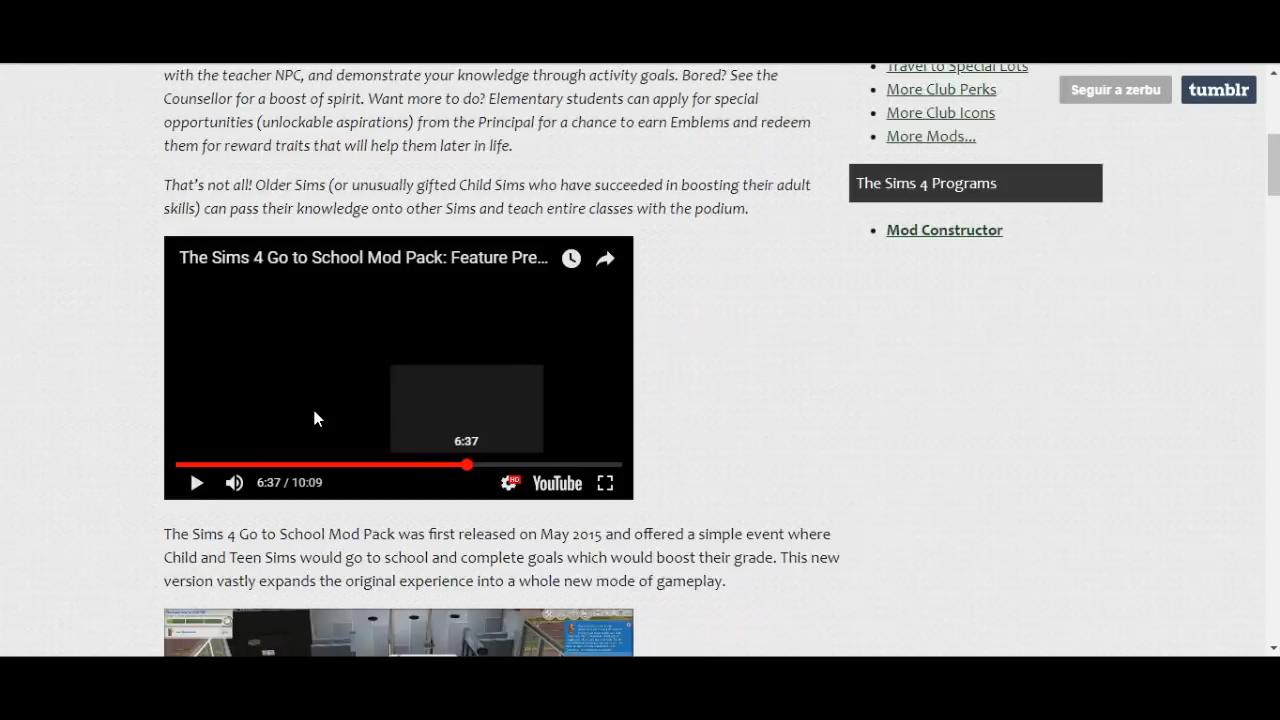 with the teacher NPC, and demonstrate your knowledge through activity goals. Bored? See the
Counsellor for a boost of spirit. Want more to do? Elementary students can apply for special
opportunities (unlockable aspirations) from the Principal for a chance to earn Emblems and redeem
them for reward traits that will help them later in life.
That's not all! Older Sims (or unusually gifted Child Sims who have succeeded in boosting their adult
skills) can pass their knowledge onto other Sims and teach entire classes with the podium.
The Sims 4 Go to School Mod Pack: Feature Pre...
6:37
6:37 / 10:09
HD
YouTube
The Sims 4 Go to School Mod Pack was first released on May 2015 and offered a simple event where
Child and Teen Sims would go to school and complete goals which would boost their grade. This new
version vastly expands the original experience into a whole new mode of gameplay.
Travel to Special Lots
More Club Perks
More Club Icons
More Mods...
Seguir a zerbu
tumblr
The Sims 4 Programs
Mod Constructor